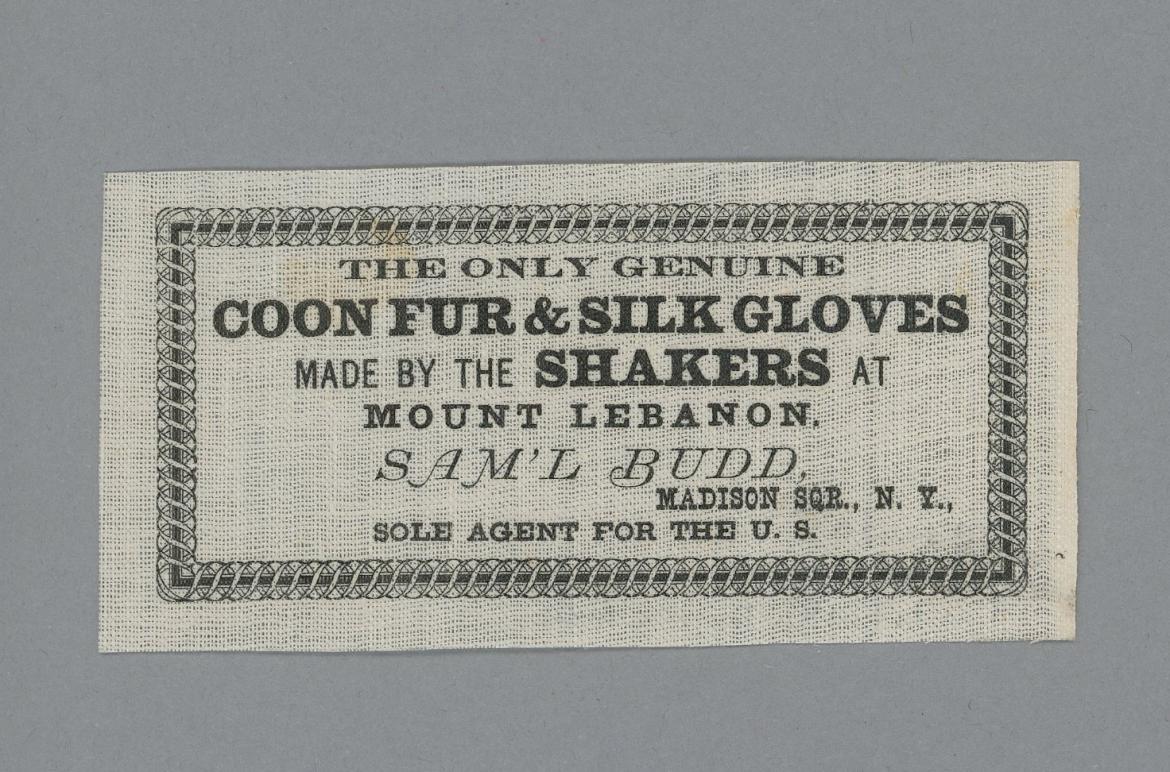 THE ONLY GENUINE
COON FUR & SILK GLOVES
MADE BY THE SHAKERS AT
MOUNT LEBANON.
SAM'L BUDD,
MADISON SQR., N. Y.,
SOLE AGENT FOR THE U. S.